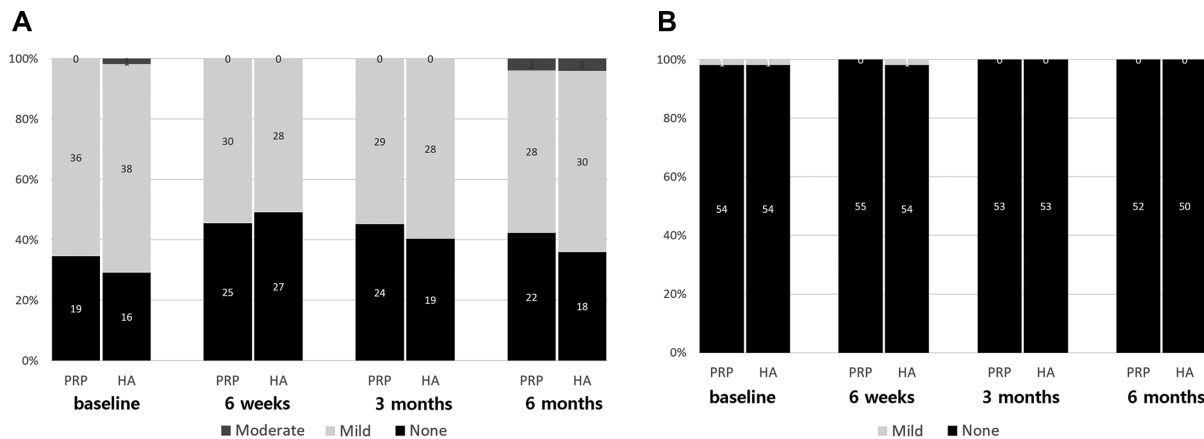 A
100%
80%
60%
40%
20%
0%
0 1 0 0 0 0 2 2
36 38 30 28 29 28 28 30
19 16 25 27 24 19 22 18
PRP HA PRP HA PRP HA PRP HA
baseline 6 weeks 3 months 6 months
Moderate Mild None
B
100%
80%
60%
40%
20%
0%
1 1 0 1 0 0 0 0
54 54 55 54 53 53 52 50
PRP HA PRP HA PRP HA PRP HA
baseline 6 weeks 3 months 6 months
Mild None